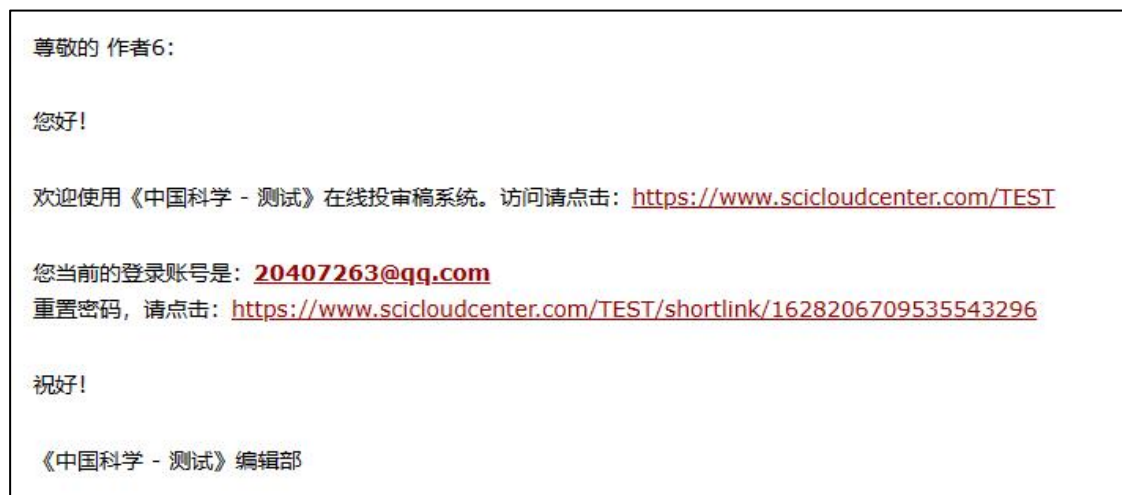 尊敬的 作者6：
您好！
欢迎使用《中国科学 - 测试》在线投审稿系统。访问请点击：https://www.scicloudcenter.com/TEST
您当前的登录账号是：20407263@qq.com
重置密码，请点击：https://www.scicloudcenter.com/TEST/shortlink/1628206709535543296
祝好！
《中国科学 - 测试》编辑部